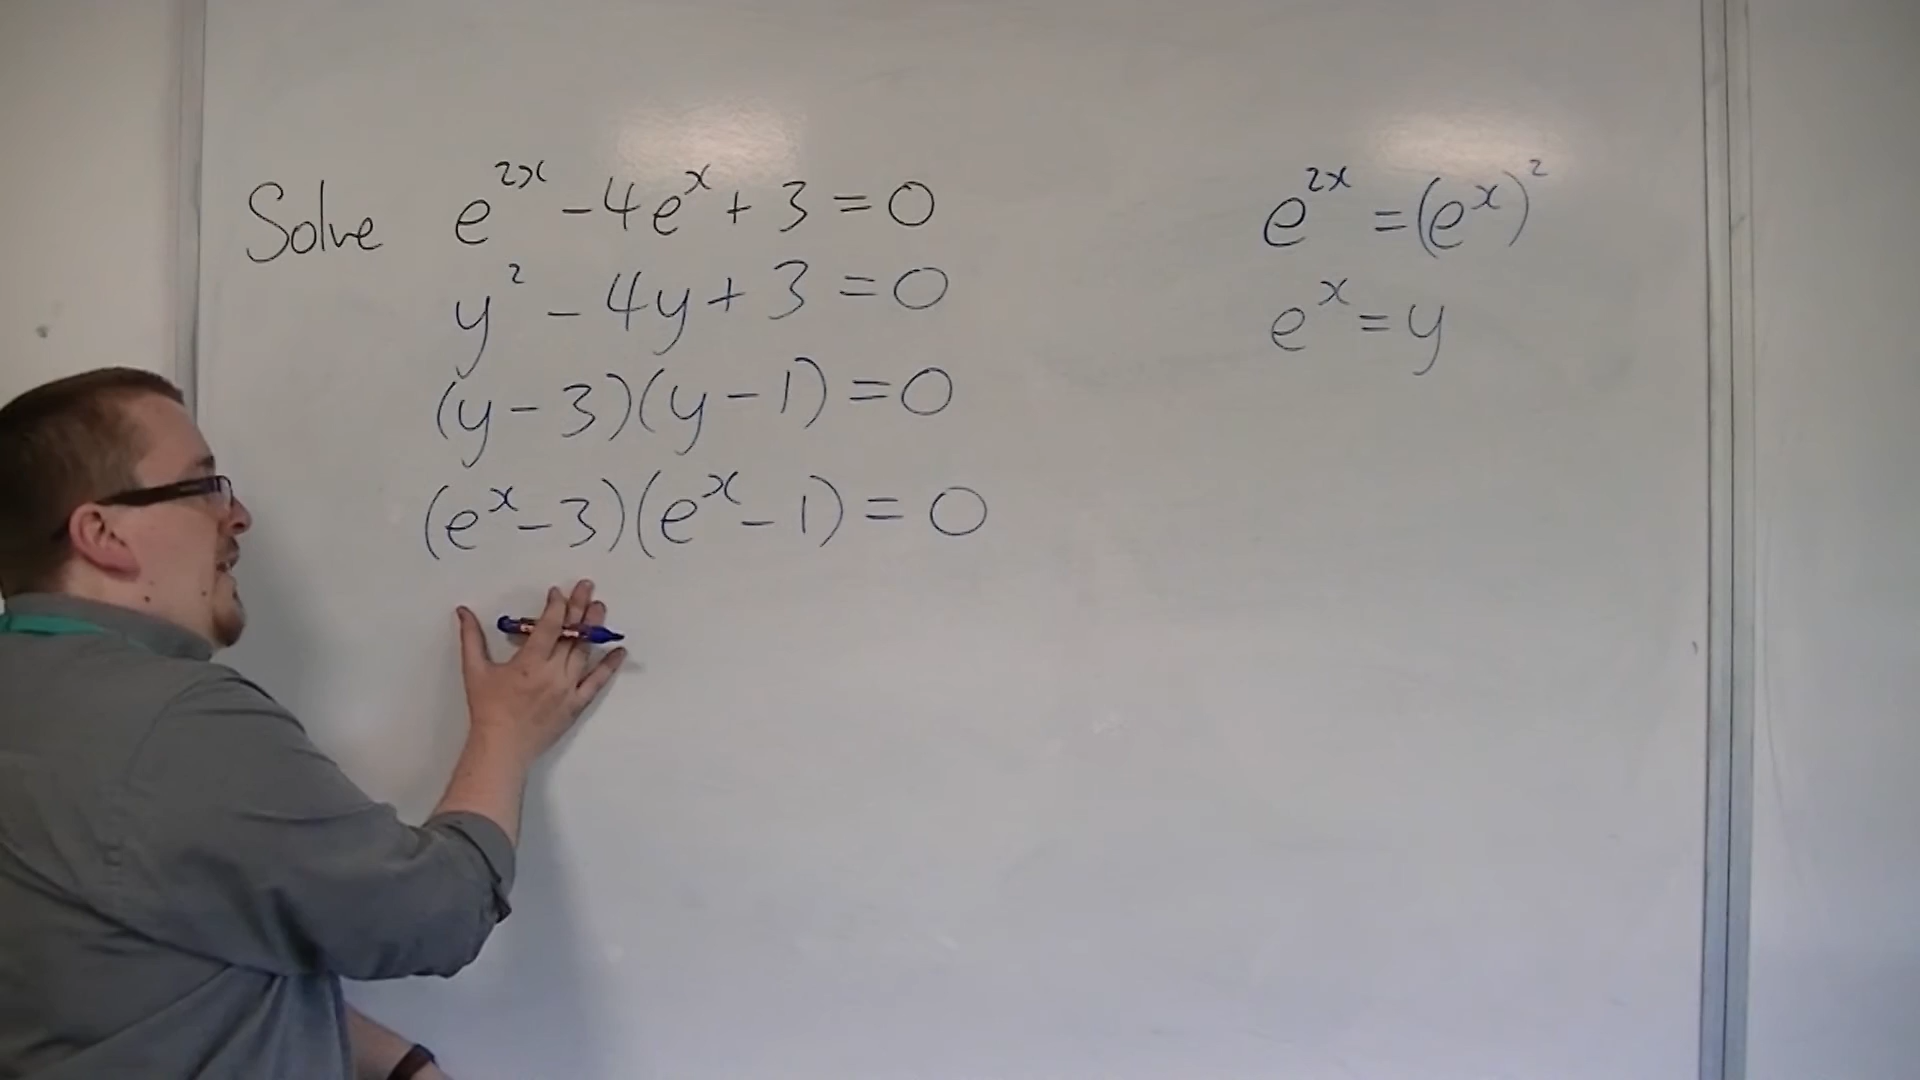 Solve e^{2x} - 4e^x + 3 = 0
y^2 - 4y + 3 = 0
(y - 3)(y - 1) = 0
(e^x - 3)(e^x - 1) = 0
e^{2x} = (e^x)^2
e^x = y